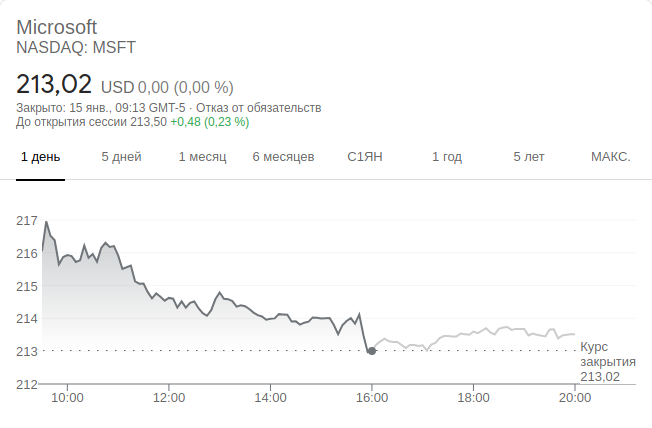 Microsoft
NASDAQ: MSFT
213,02 USD 0,00 (0,00 %)
Закрыто: 15 янв., 09:13 GMT-5 · Отказ от обязательств
До открытия сессии 213,50 +0,48 (0,23 %)
1 день 5 дней 1 месяц 6 месяцев С1ЯН 1 год 5 лет МАКС.
217
216
215
214
213
212
Курс
закрытия
213,02
10:00 12:00 14:00 16:00 18:00 20:00